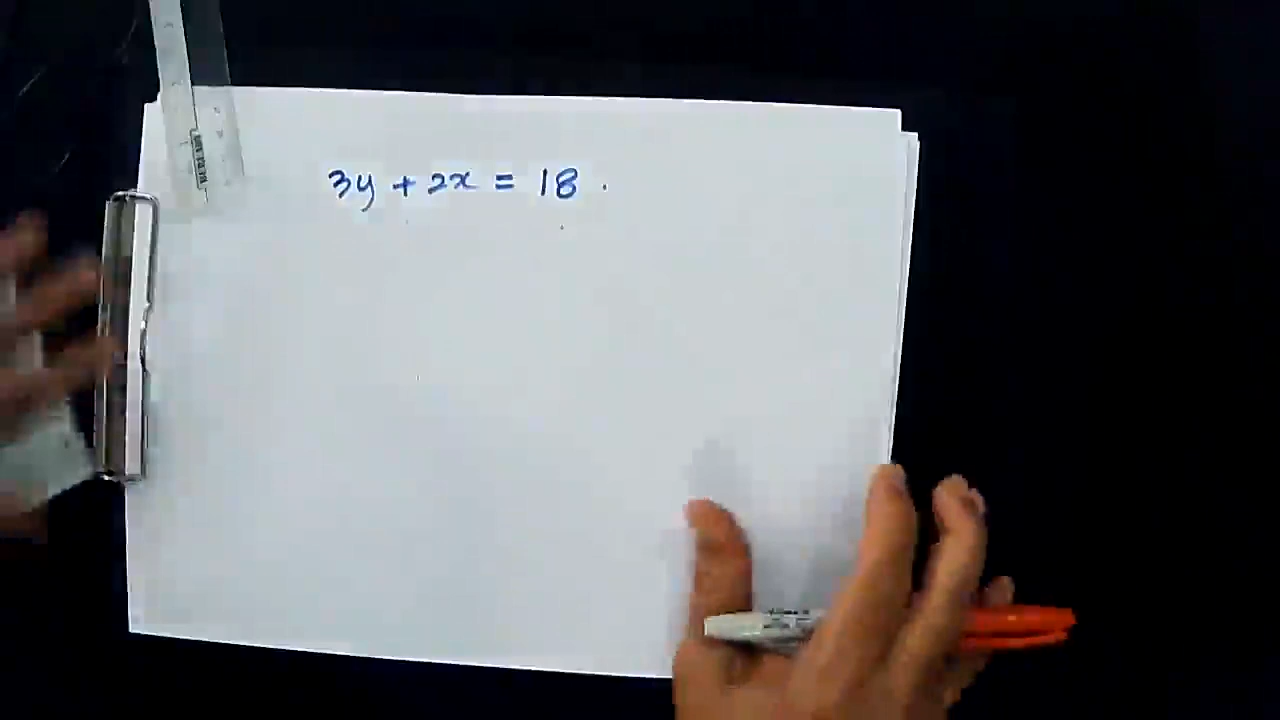 3y + 2x = 18 .